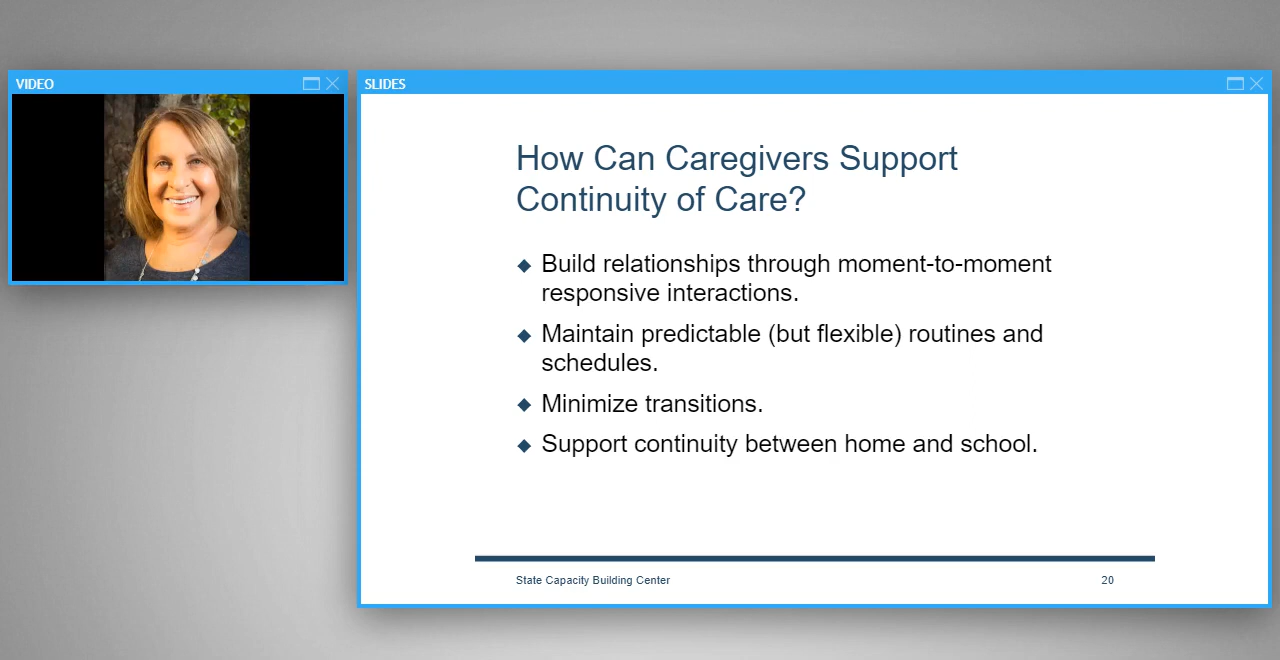 VIDEO
SLIDES
How Can Caregivers Support
Continuity of Care?
◆ Build relationships through moment-to-moment
responsive interactions.
◆ Maintain predictable (but flexible) routines and
schedules.
◆ Minimize transitions.
◆ Support continuity between home and school.
State Capacity Building Center
20